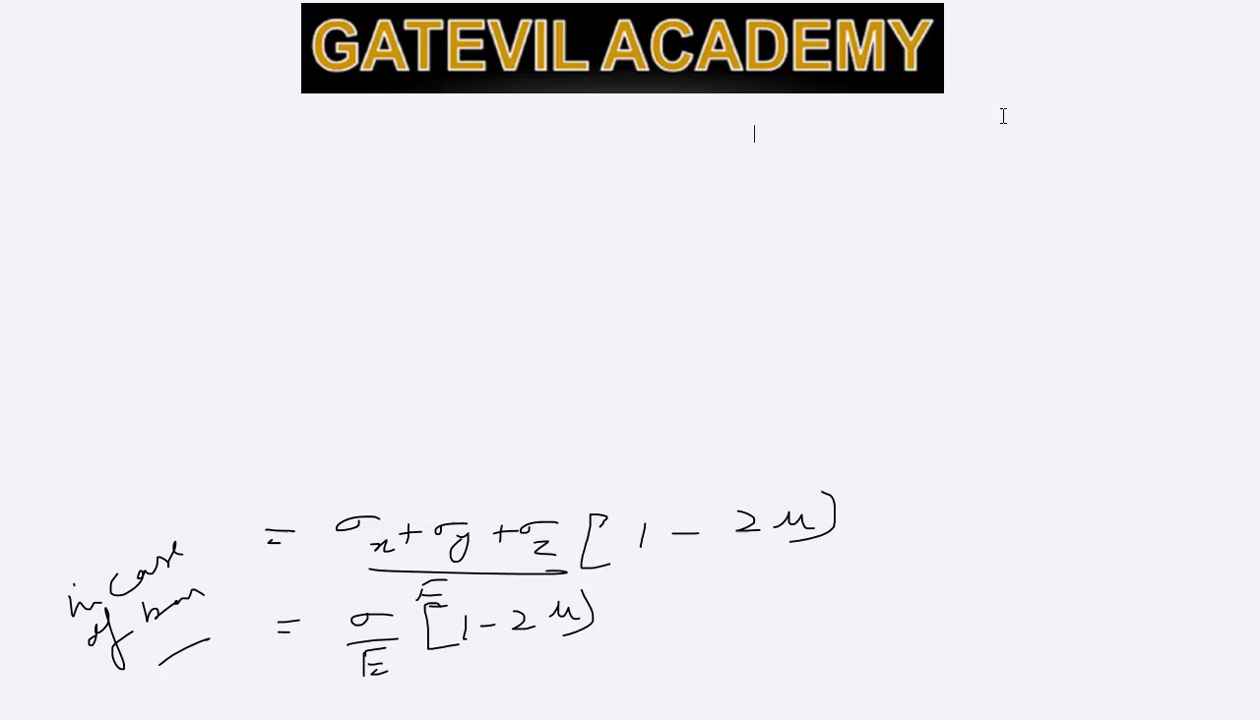 GATEVIL ACADEMY
= σx + σy + σz / E [1 - 2μ]
in case of bar
= σ / E [1 - 2μ]